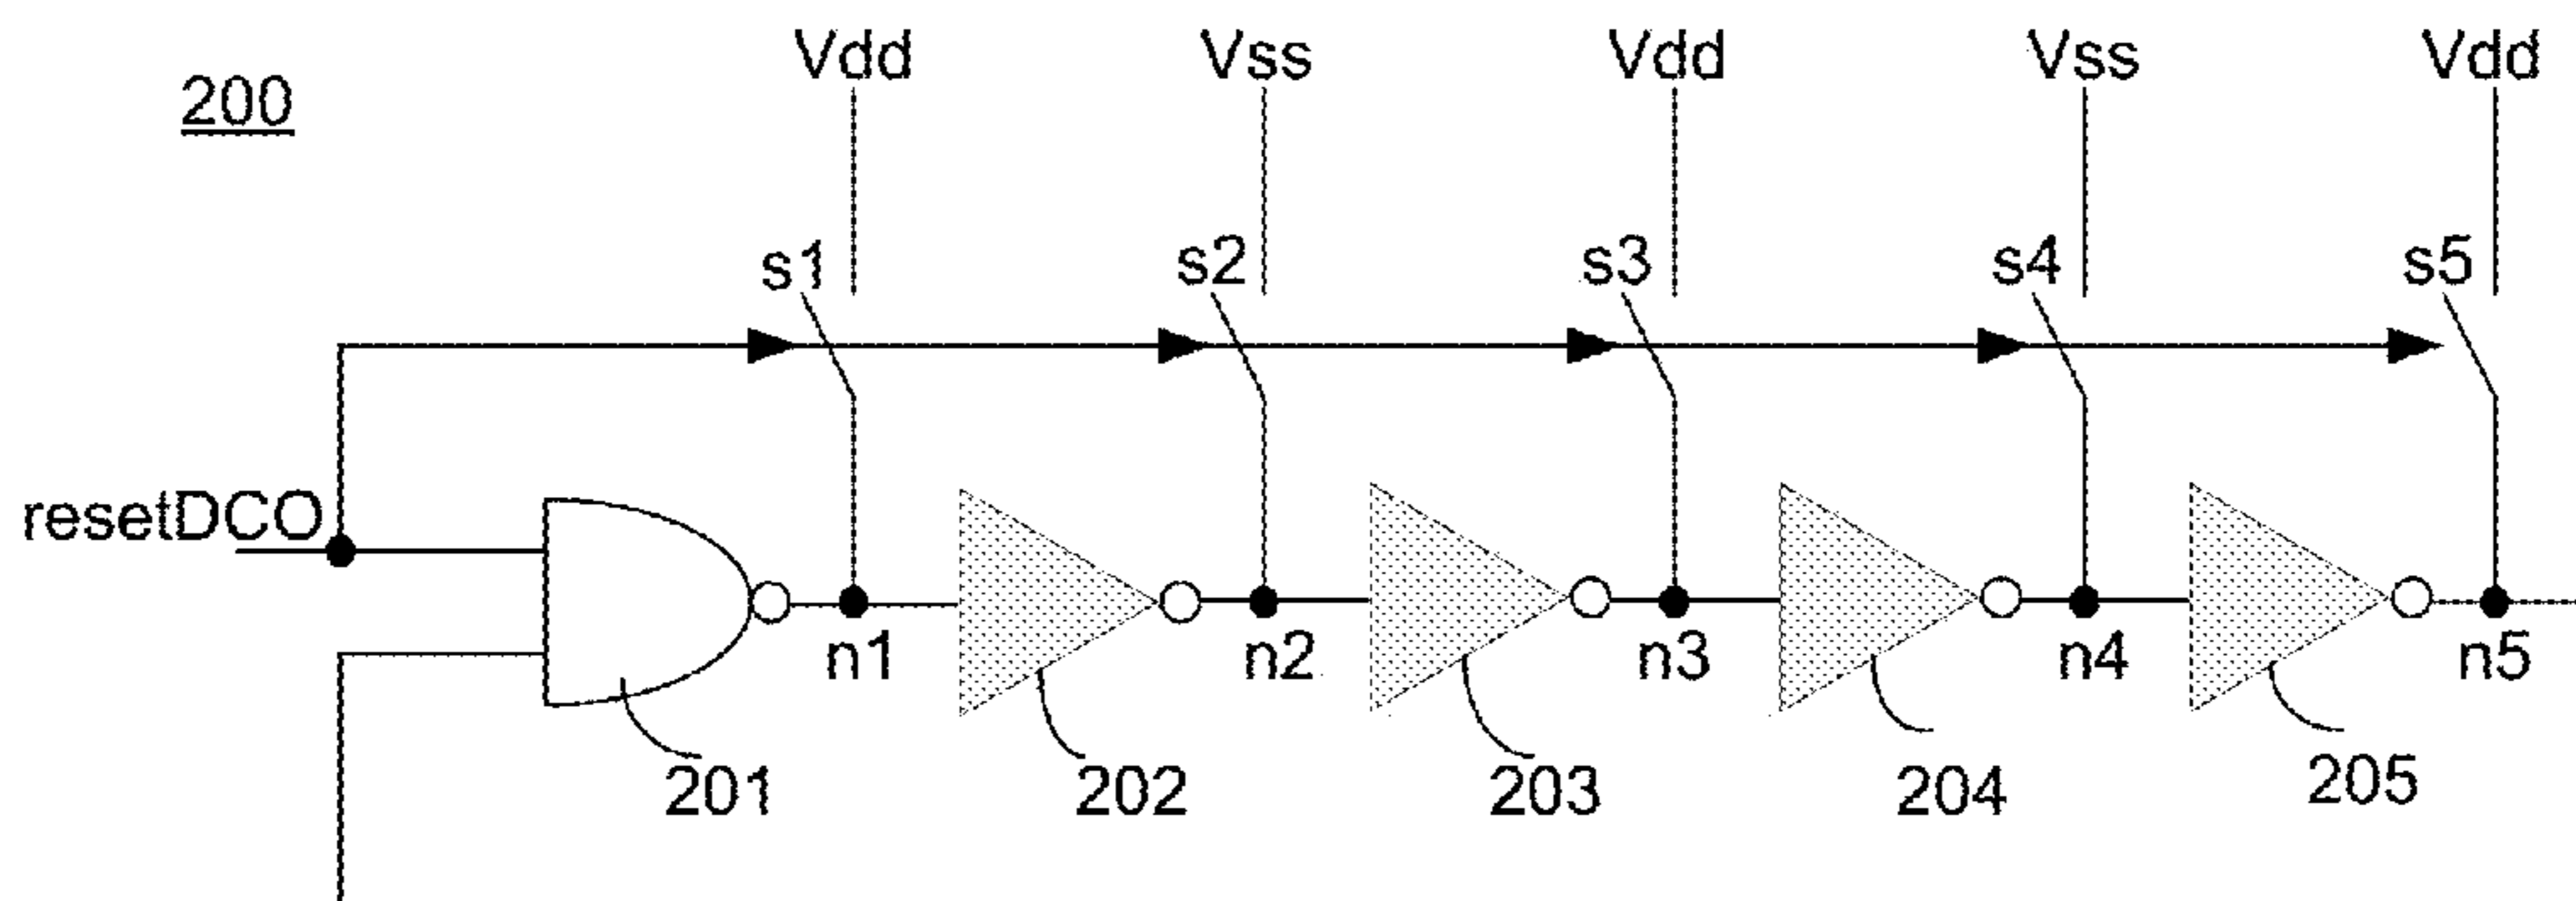 200
Vdd Vss Vdd Vss Vdd
s1 s2 s3 s4 s5
resetDCO
n1 n2 n3 n4 n5
201 202 203 204 205